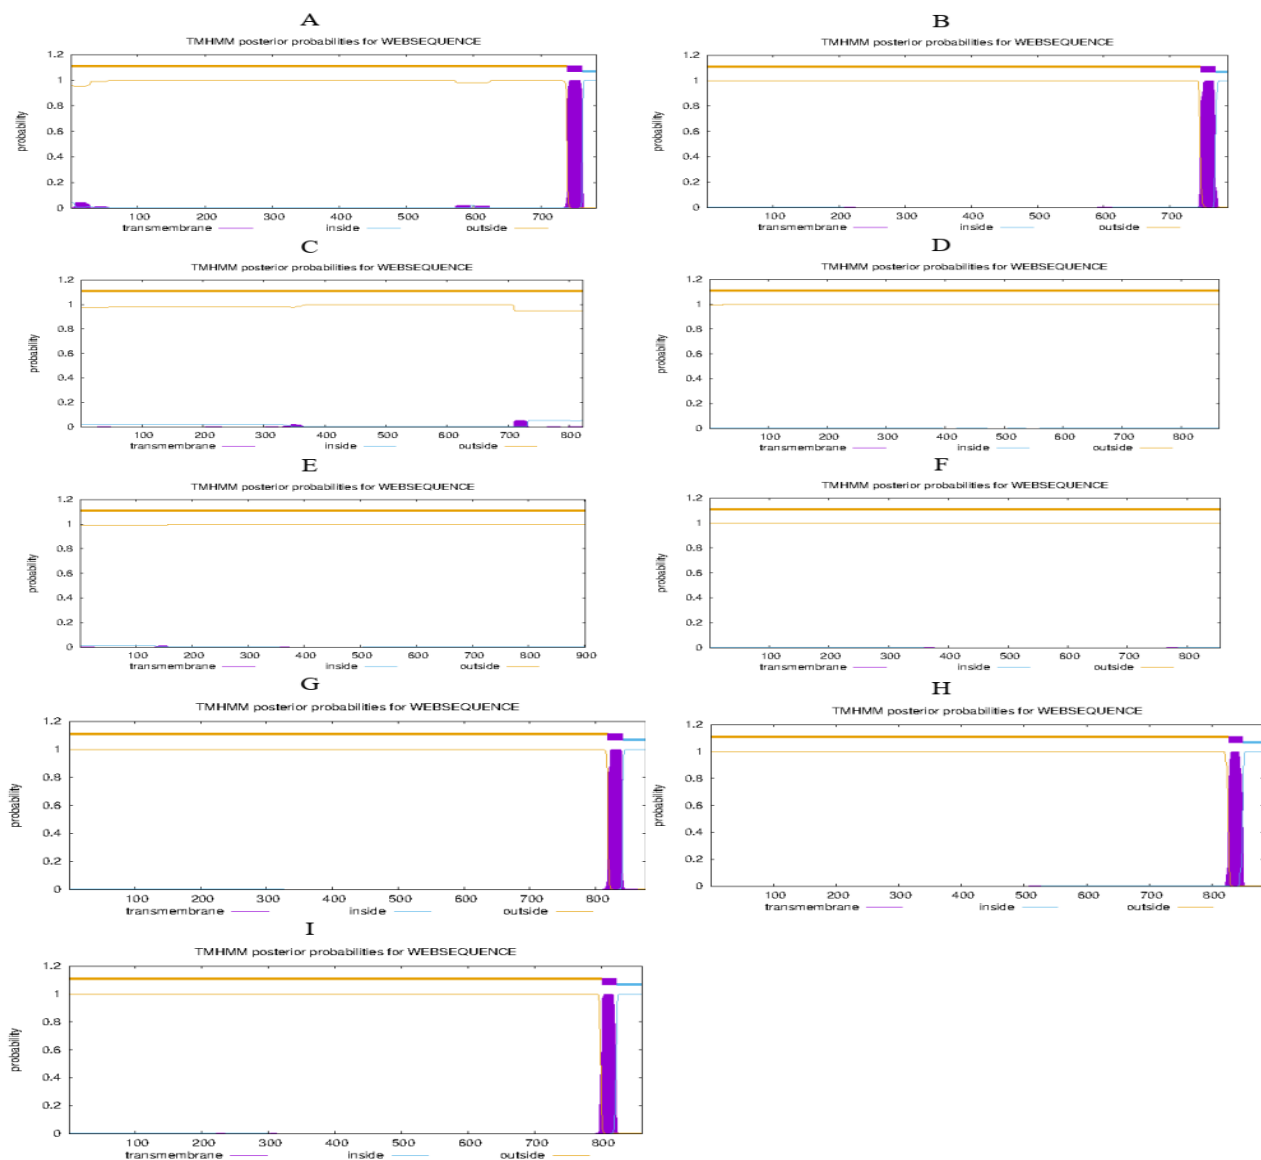 A
TMHMM posterior probabilities for WEBSEQUENCE
probability
1.2
1
0.8
0.6
0.4
0.2
0
100 200 300 400 500 600 700
transmembrane inside outside
B
TMHMM posterior probabilities for WEBSEQUENCE
probability
1.2
1
0.8
0.6
0.4
0.2
0
100 200 300 400 500 600 700
transmembrane inside outside
C
TMHMM posterior probabilities for WEBSEQUENCE
probability
1.2
1
0.8
0.6
0.4
0.2
0
100 200 300 400 500 600 700 800
transmembrane inside outside
D
TMHMM posterior probabilities for WEBSEQUENCE
probability
1.2
1
0.8
0.6
0.4
0.2
0
100 200 300 400 500 600 700 800
transmembrane inside outside
E
TMHMM posterior probabilities for WEBSEQUENCE
probability
1.2
1
0.8
0.6
0.4
0.2
0
100 200 300 400 500 600 700 800 900
transmembrane inside outside
F
TMHMM posterior probabilities for WEBSEQUENCE
probability
1.2
1
0.8
0.6
0.4
0.2
0
100 200 300 400 500 600 700 800
transmembrane inside outside
G
TMHMM posterior probabilities for WEBSEQUENCE
probability
1.2
1
0.8
0.6
0.4
0.2
0
100 200 300 400 500 600 700 800
transmembrane inside outside
H
TMHMM posterior probabilities for WEBSEQUENCE
probability
1.2
1
0.8
0.6
0.4
0.2
0
100 200 300 400 500 600 700 800
transmembrane inside outside
I
TMHMM posterior probabilities for WEBSEQUENCE
probability
1.2
1
0.8
0.6
0.4
0.2
0
100 200 300 400 500 600 700 800
transmembrane inside outside